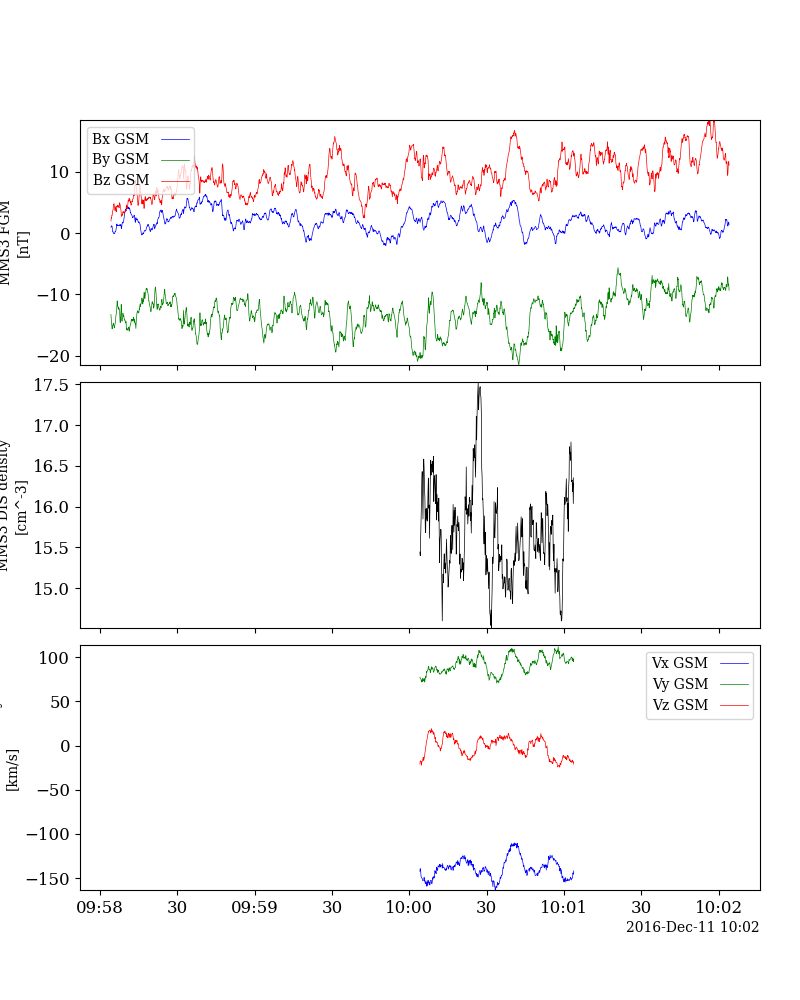 Bx GSM
By GSM
Bz GSM
MMS3 FGM
[nT]
10
0
−10
−20
MMS3 DIS density
[cm^-3]
17.5
17.0
16.5
16.0
15.5
15.0
Vx GSM
Vy GSM
Vz GSM
[km/s]
100
50
0
−50
−100
−150
09:58 30 09:59 30 10:00 30 10:01 30 10:02
2016-Dec-11 10:02